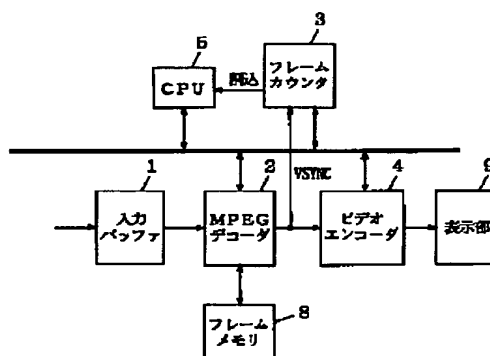 3
5
フレーム
カウンタ
CPU
割込
1
2
VSYNC
4
9
入力
バッファ
MPEG
デコーダ
ビデオ
エンコーダ
表示部
8
フレーム
メモリ